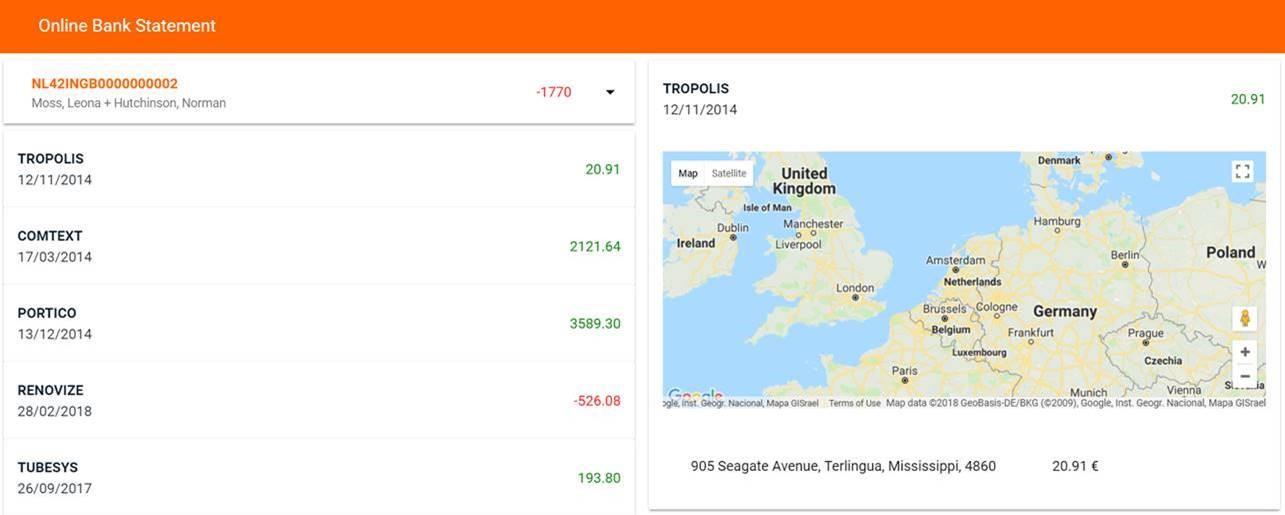 Online Bank Statement
NL42INGB0000000002
Moss, Leona + Hutchinson, Norman
-1770
TROPOLIS
12/11/2014
20.91
COMTEXT
17/03/2014
2121.64
PORTICO
13/12/2014
3589.30
RENOVIZE
28/02/2018
-526.08
TUBESYS
26/09/2017
193.80
TROPOLIS
12/11/2014
20.91
Map
Satellite
United
Kingdom
Isle of Man
Dublin
Ireland
Manchester
Liverpool
London
Denmark
Hamburg
Amsterdam
Netherlands
Berlin
Poland
Brussels
Belgium
Cologne
Germany
Frankfurt
Luxembourg
Prague
Czechia
Paris
Munich
Vienna
Google
ogle, Inst. Geogr. Nacional, Mapa GISrael
Terms of Use
Map data ©2018 GeoBasis-DE/BKG (©2009), Google, Inst. Geogr. Nacional, Mapa GISrael
905 Seagate Avenue, Terlingua, Mississippi, 4860
20.91 €